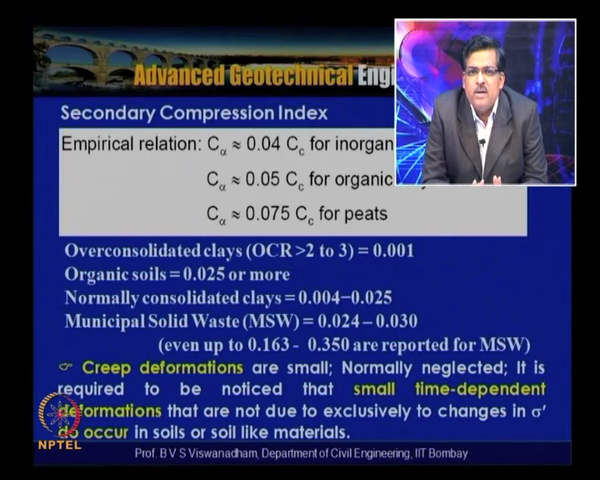 Advanced Geotechnical Engi
Secondary Compression Index
Empirical relation: Cα ≈ 0.04 Cc for inorgan
Cα ≈ 0.05 Cc for organic
Cα ≈ 0.075 Cc for peats
Overconsolidated clays (OCR >2 to 3) = 0.001
Organic soils = 0.025 or more
Normally consolidated clays = 0.004–0.025
Municipal Solid Waste (MSW) = 0.024 – 0.030
(even up to 0.163 - 0.350 are reported for MSW)
☞ Creep deformations are small; Normally neglected; It is
required to be noticed that small time-dependent
deformations that are not due to exclusively to changes in σ′
do occur in soils or soil like materials.
NPTEL
Prof. B V S Viswanadham, Department of Civil Engineering, IIT Bombay